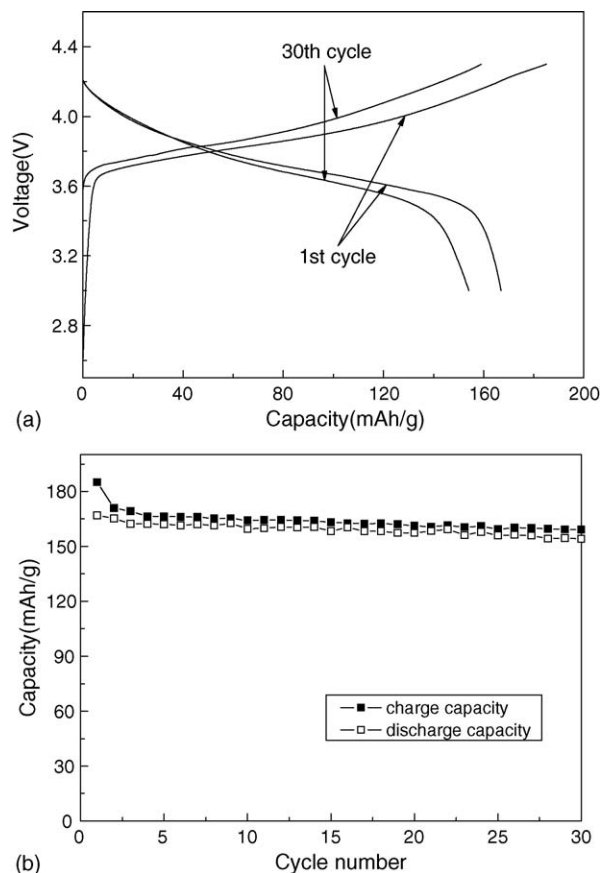 4.4
4.0
3.6
3.2
2.8
Voltage(V)
30th cycle
1st cycle
0
40
80
120
160
200
Capacity(mAh/g)
(a)
180
150
120
90
60
30
0
Capacity(mAh/g)
charge capacity
discharge capacity
0
5
10
15
20
25
30
Cycle number
(b)